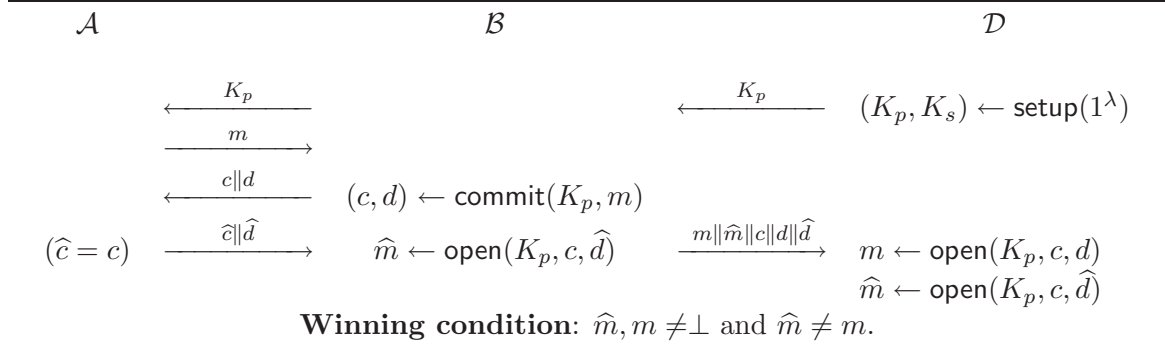 𝒜 ℬ 𝒟
K_p K_p (K_p, K_s) ← setup(1^λ)
m
c‖d (c, d) ← commit(K_p, m)
(ĉ = c) ĉ‖d̂ m̂ ← open(K_p, c, d̂) m‖m̂‖c‖d‖d̂ m ← open(K_p, c, d)
m̂ ← open(K_p, c, d̂)
Winning condition: m̂, m ≠⊥ and m̂ ≠ m.